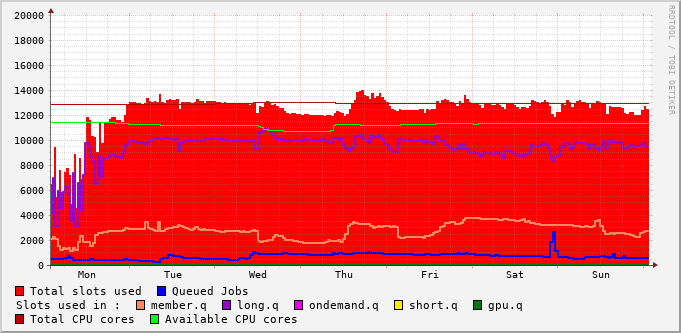 20000
18000
16000
14000
12000
10000
8000
6000
4000
2000
0
Mon Tue Wed Thu Fri Sat Sun
RRDTOOL / TOBI OETIKER
Total slots used Queued Jobs
Slots used in : member.q long.q ondemand.q short.q gpu.q
Total CPU cores Available CPU cores